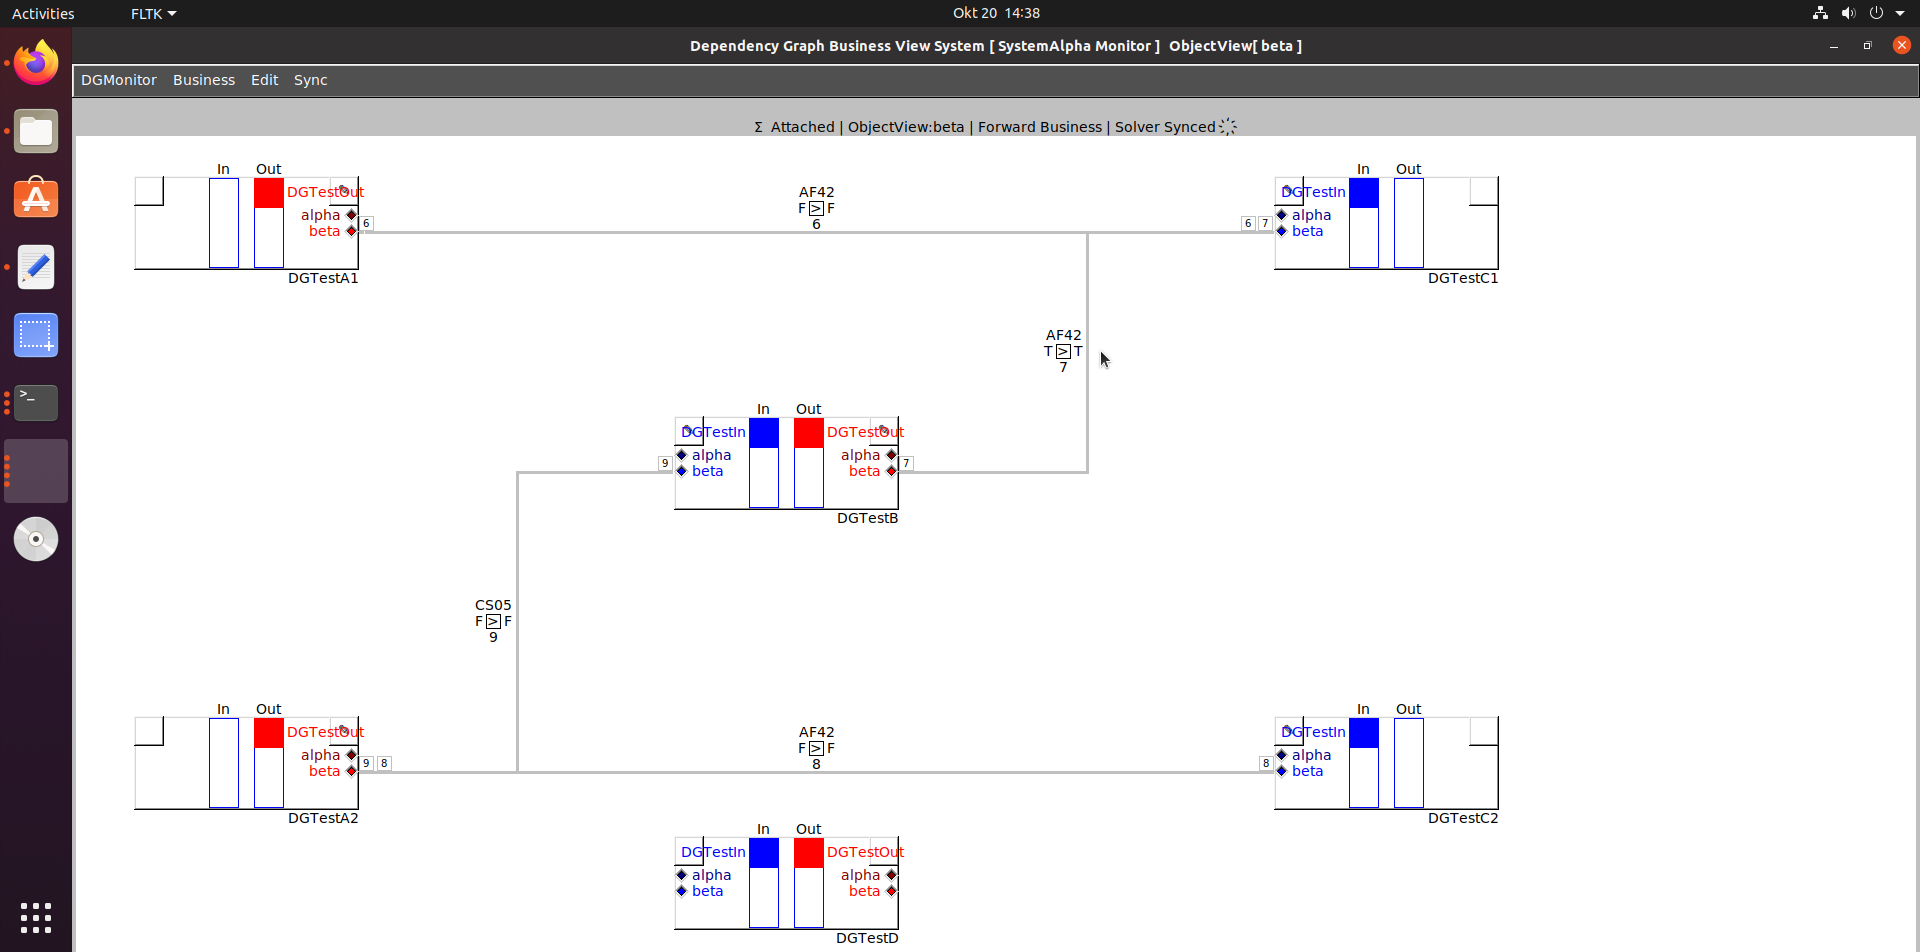 Activities FLTK Okt 20 14:38
Dependency Graph Business View System [ SystemAlpha Monitor ] ObjectView[ beta ]
DGMonitor Business Edit Sync
Σ Attached | ObjectView:beta | Forward Business | Solver Synced
In Out
DGTestOut
alpha
beta
6
DGTestA1
AF42
F > F
6
In Out
DGTestIn
alpha
beta
6 7
DGTestC1
AF42
T > T
7
In Out
DGTestIn DGTestOut
alpha alpha
9 beta beta 7
DGTestB
CS05
F > F
9
In Out
DGTestOut
alpha
beta
9 8
DGTestA2
AF42
F > F
8
In Out
DGTestIn
alpha
8 beta
DGTestC2
In Out
DGTestIn DGTestOut
alpha alpha
beta beta
DGTestD